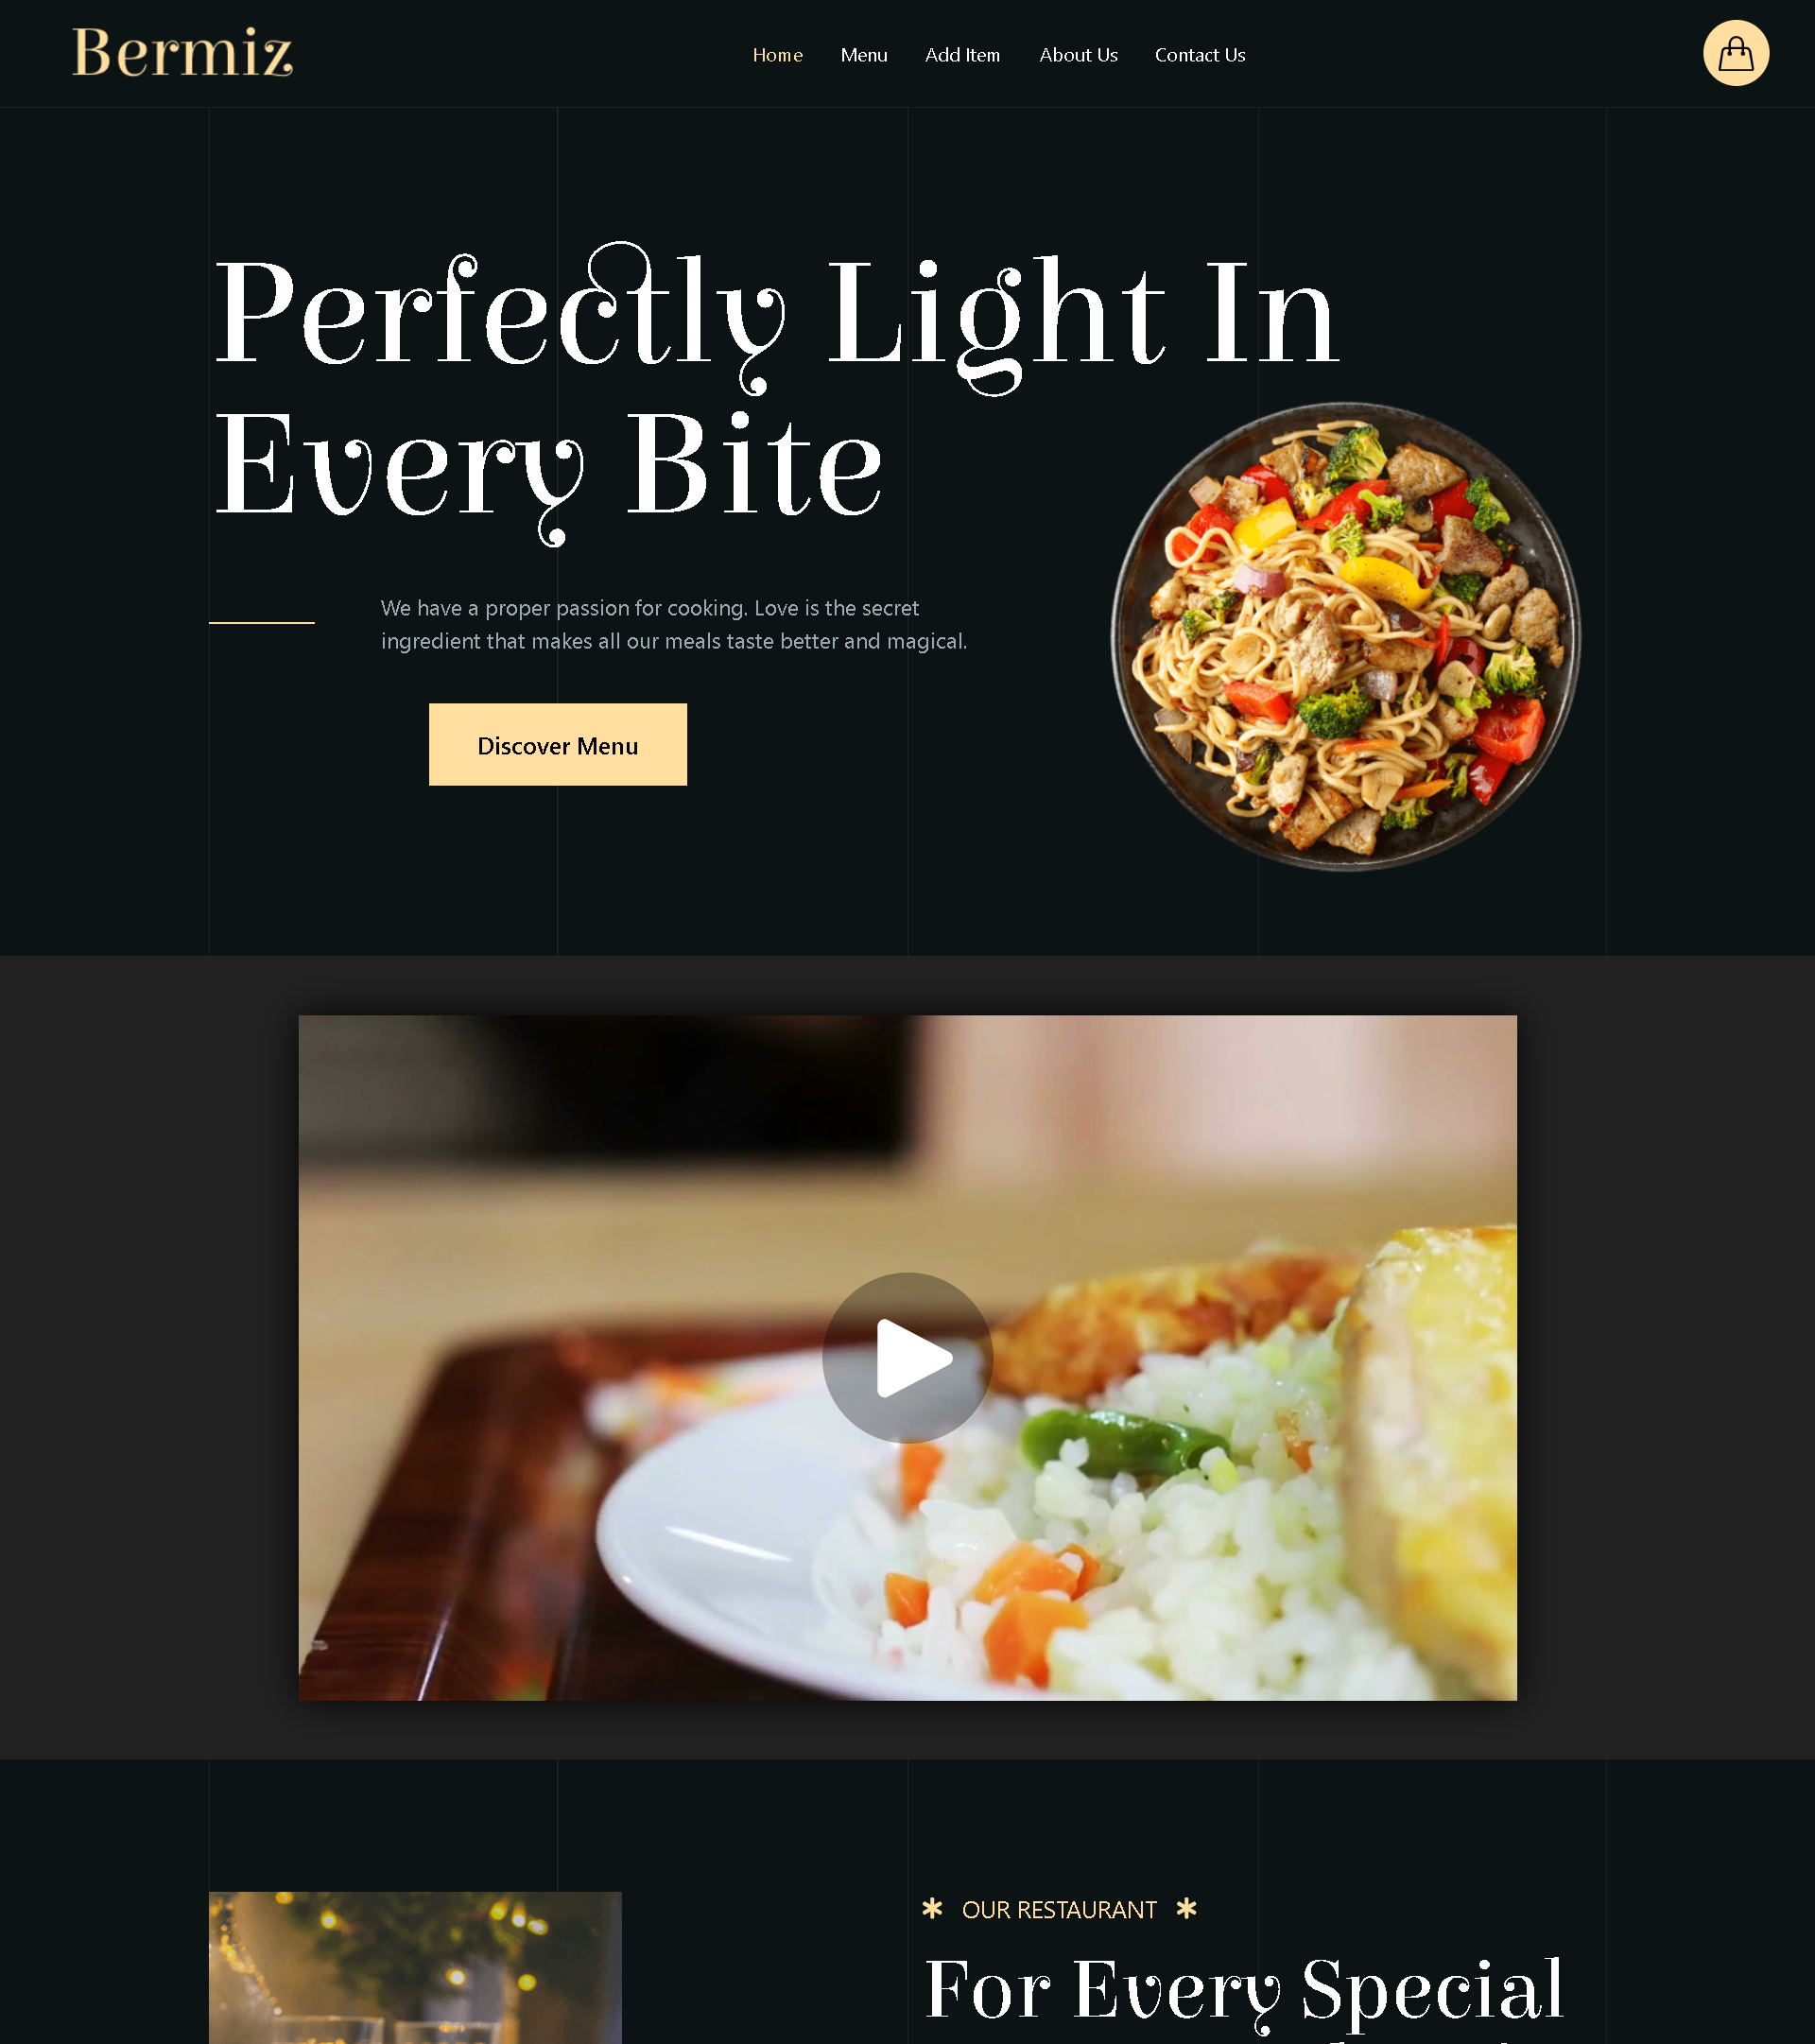 Bermiz
Home Menu Add Item About Us Contact Us
Perfectly Light In
Every Bite
We have a proper passion for cooking. Love is the secret
ingredient that makes all our meals taste better and magical.
Discover Menu
OUR RESTAURANT
For Every Special